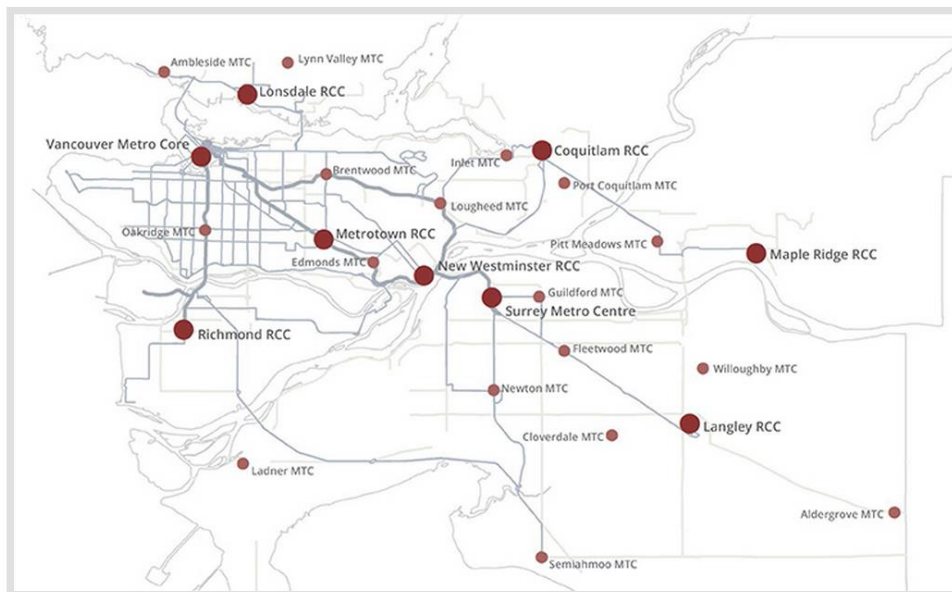 Ambleside MTC
Lynn Valley MTC
Lonsdale RCC
Vancouver Metro Core
Coquitlam RCC
Inlet MTC
Brentwood MTC
Port Coquitlam MTC
Lougheed MTC
Oakridge MTC
Metrotown RCC
Pitt Meadows MTC
Maple Ridge RCC
Edmonds MTC
New Westminster RCC
Guildford MTC
Surrey Metro Centre
Richmond RCC
Fleetwood MTC
Willoughby MTC
Newton MTC
Langley RCC
Cloverdale MTC
Ladner MTC
Aldergrove MTC
Semiahmoo MTC